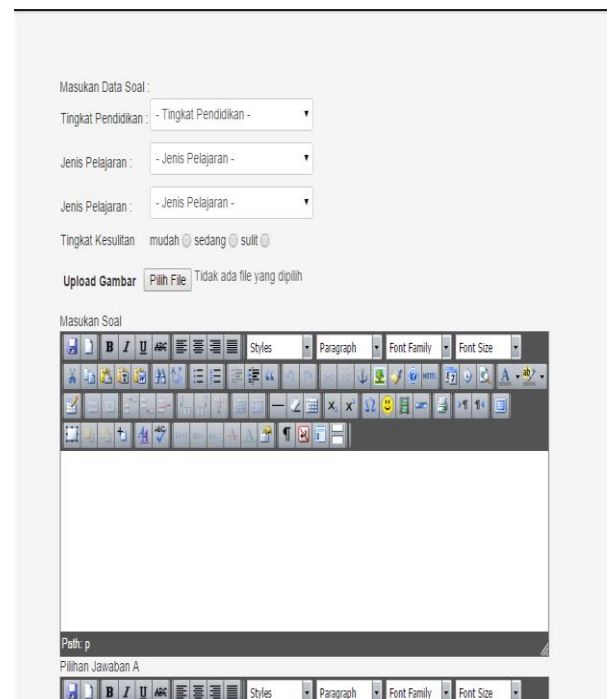 Masukan Data Soal :
Tingkat Pendidikan : - Tingkat Pendidikan -
Jenis Pelajaran : - Jenis Pelajaran -
Jenis Pelajaran : - Jenis Pelajaran -
Tingkat Kesulitan mudah sedang sulit
Upload Gambar Pilih File Tidak ada file yang dipilih
Masukan Soal
B I U ABC Styles Paragraph Font Family Font Size
HTML
Path: p
Pilihan Jawaban A
B I U ABC Styles Paragraph Font Family Font Size